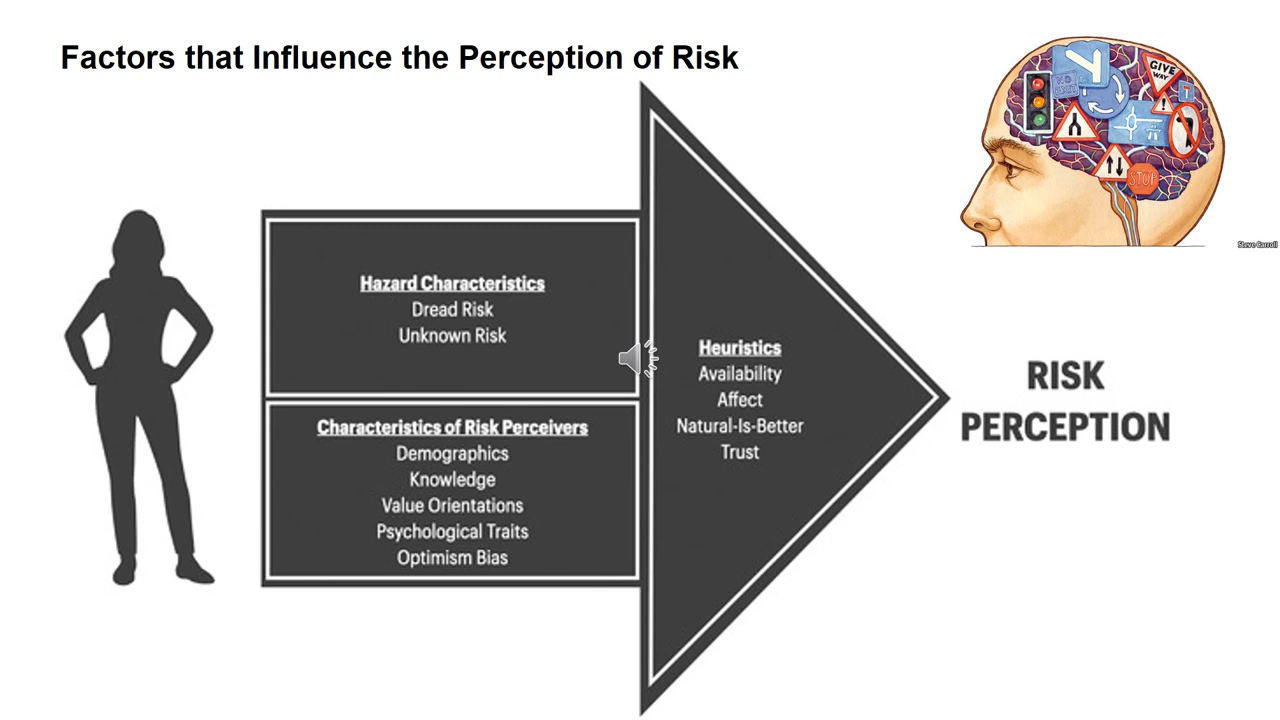 Factors that Influence the Perception of Risk
GIVE
WAY
STOP
Steve Carroll
Hazard Characteristics
Dread Risk
Unknown Risk
Characteristics of Risk Perceivers
Demographics
Knowledge
Value Orientations
Psychological Traits
Optimism Bias
Heuristics
Availability
Affect
Natural-Is-Better
Trust
RISK
PERCEPTION